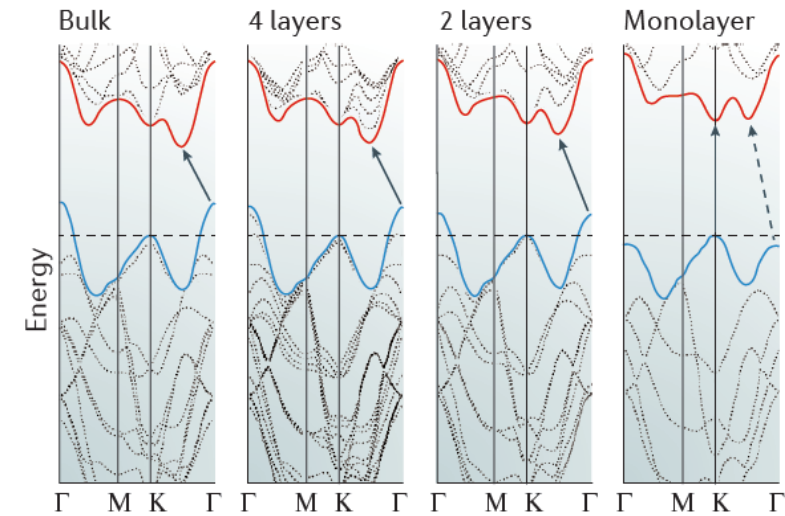 Bulk
4 layers
2 layers
Monolayer
Energy
Γ M K Γ
Γ M K Γ
Γ M K Γ
Γ M K Γ